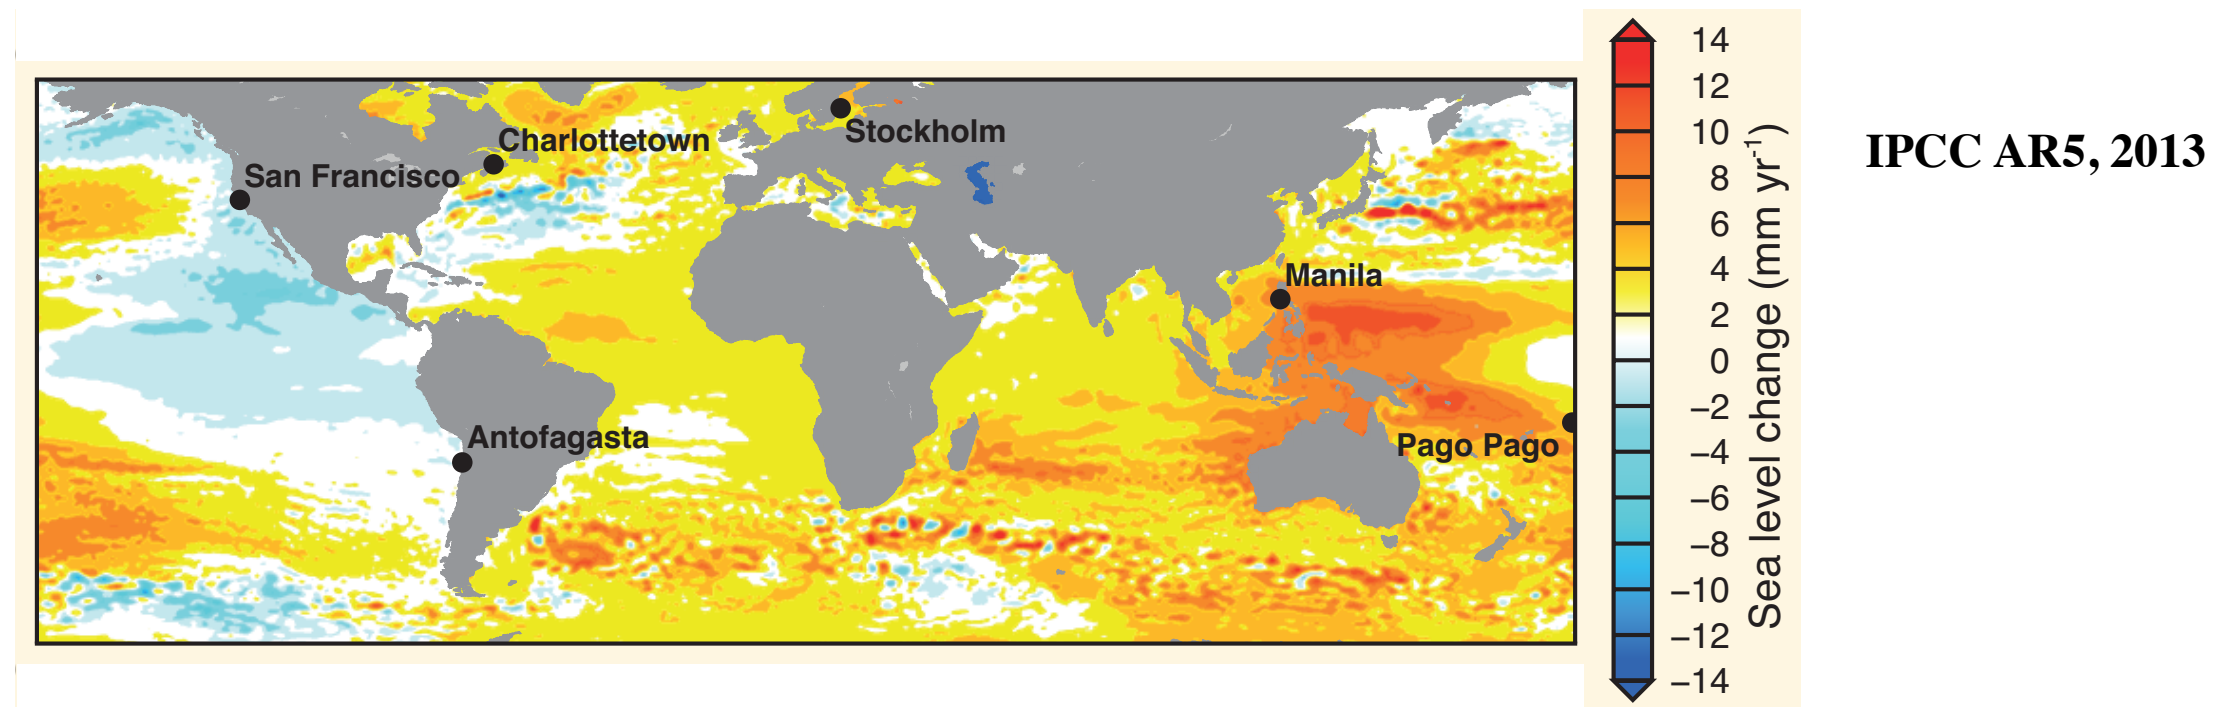 Charlottetown
Stockholm
San Francisco
Manila
Antofagasta
Pago Pago
14
12
10
8
6
4
2
0
−2
−4
−6
−8
−10
−12
−14
Sea level change (mm yr-1)
IPCC AR5, 2013